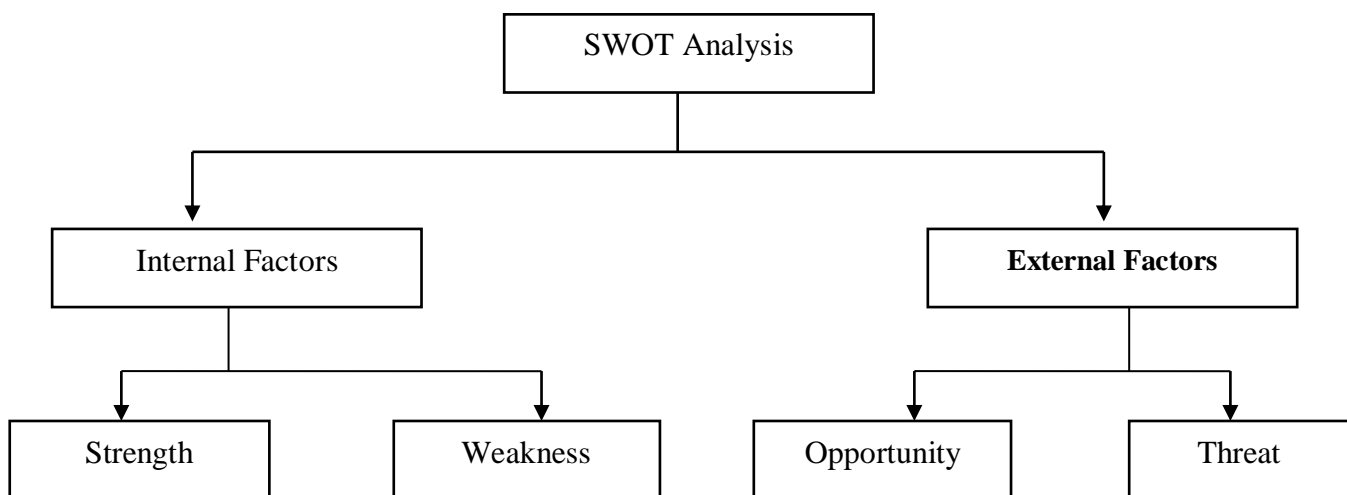 SWOT Analysis
Internal Factors
External Factors
Strength
Weakness
Opportunity
Threat